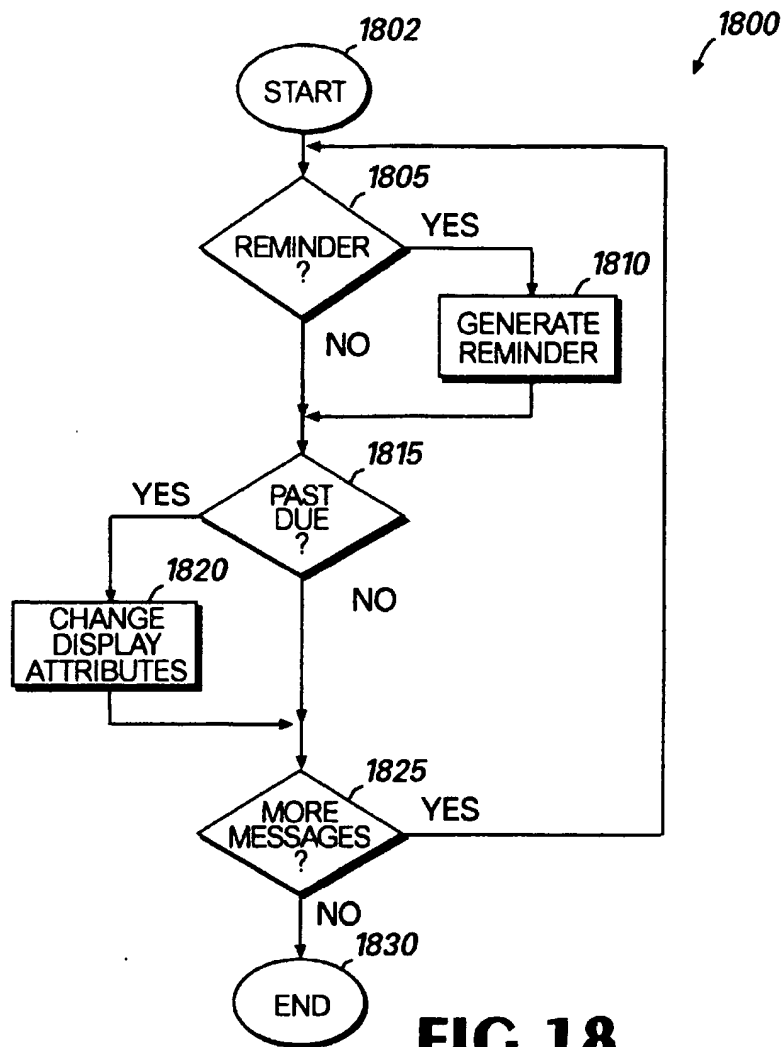 1802
1800
START
1805
YES
REMINDER
?
1810
GENERATE
REMINDER
NO
1815
YES
PAST
DUE
?
1820
NO
CHANGE
DISPLAY
ATTRIBUTES
1825
MORE
MESSAGES
?
YES
NO
1830
END
FIG 18